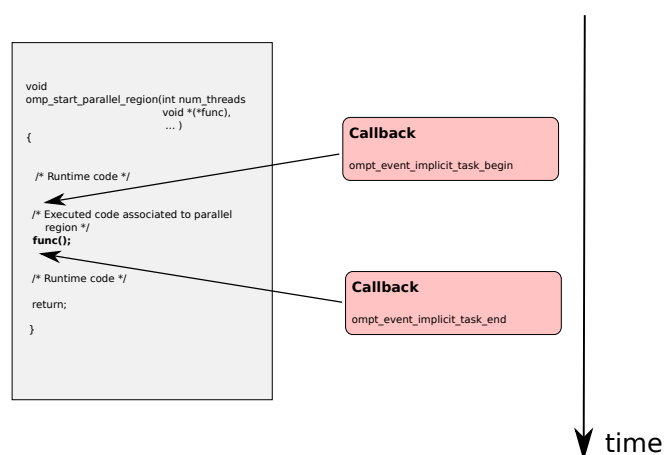 void
omp_start_parallel_region(int num_threads
void *(*func),
... )
{
/* Runtime code */
/* Executed code associated to parallel
region */
func();
/* Runtime code */
return;
}
Callback
ompt_event_implicit_task_begin
Callback
ompt_event_implicit_task_end
time